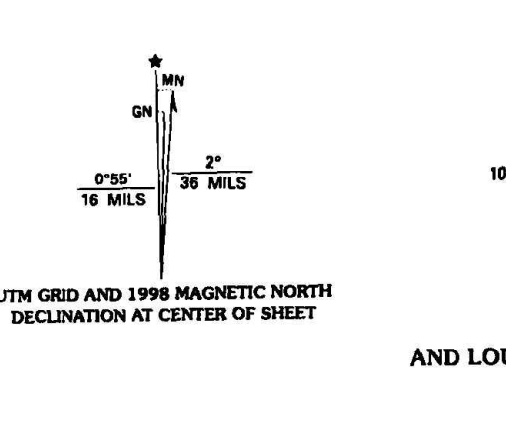 ★
MN
GN
0°55'
16 MILS
2°
36 MILS
UTM GRID AND 1998 MAGNETIC NORTH
DECLINATION AT CENTER OF SHEET
10
AND LOU